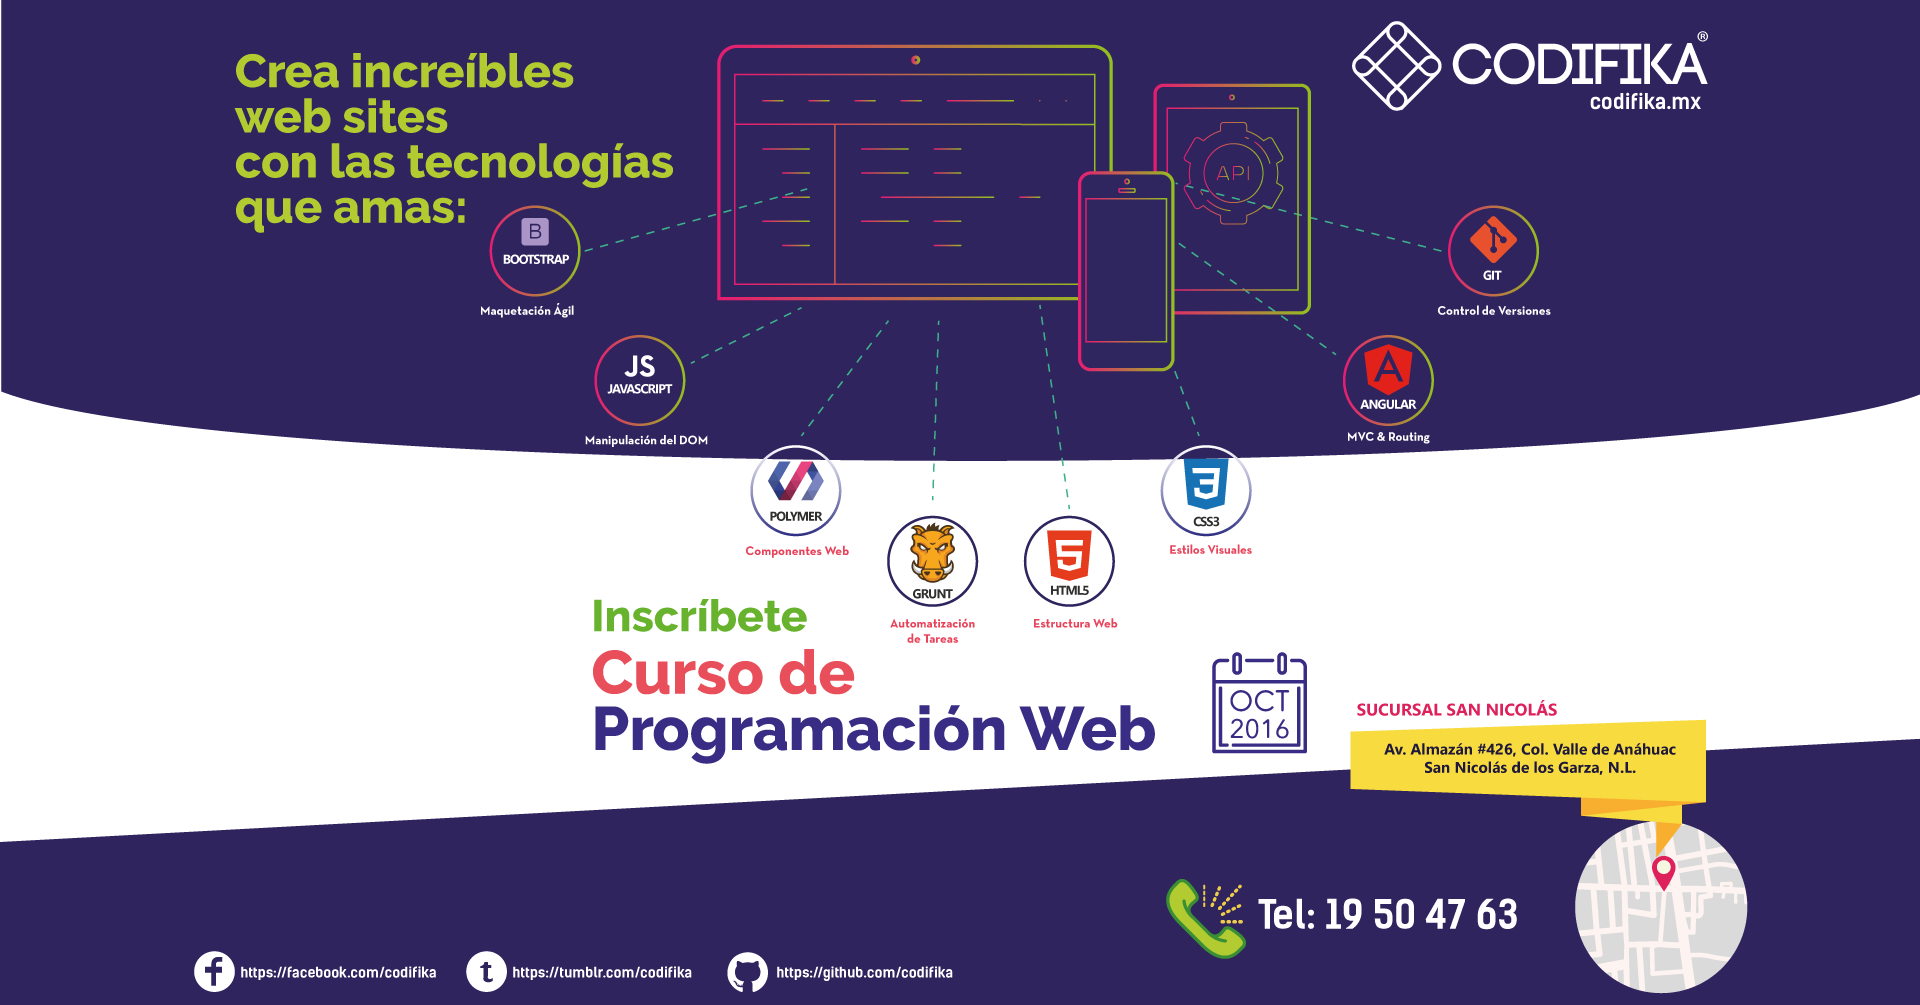 Crea increíbles
web sites
con las tecnologías
que amas:
CODIFIKA®
codifika.mx
API
B
BOOTSTRAP
Maquetación Ágil
JS
JAVASCRIPT
Manipulación del DOM
POLYMER
Componentes Web
GRUNT
Automatización
de Tareas
5
HTML5
Estructura Web
3
CSS3
Estilos Visuales
A
ANGULAR
MVC & Routing
GIT
Control de Versiones
Inscríbete
Curso de
Programación Web
OCT
2016
SUCURSAL SAN NICOLÁS
Av. Almazán #426, Col. Valle de Anáhuac
San Nicolás de los Garza, N.L.
Tel: 19 50 47 63
f
https://facebook.com/codifika
t
https://tumblr.com/codifika
https://github.com/codifika